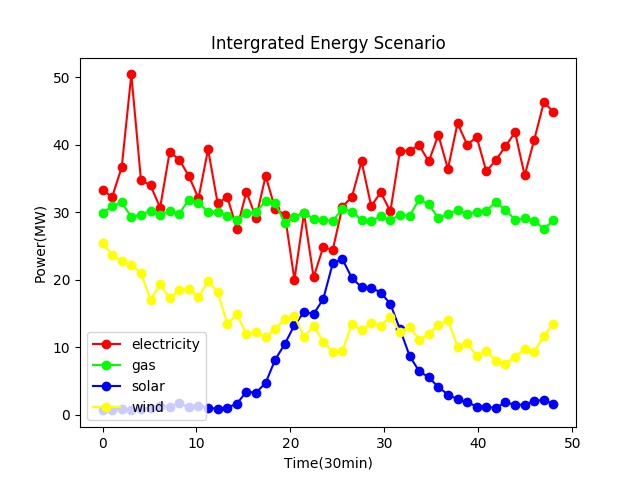 Intergrated Energy Scenario
Power(MW)
50
40
30
20
10
0
electricity
gas
solar
wind
0 10 20 30 40 50
Time(30min)